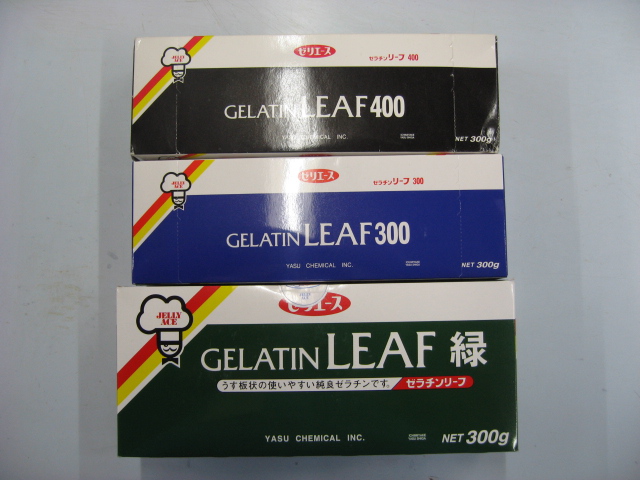 ゼリエース
ゼラチンリーフ 400
JELLY
ACE
GELATIN LEAF400
YASU CHEMICAL INC.
NET 300g
ゼリエース
ゼラチンリーフ 300
JELLY
ACE
GELATIN LEAF300
YASU CHEMICAL INC.
NET 300g
ゼリエース
JELLY
ACE
GELATIN LEAF 緑
うす板状の使いやすい純良ゼラチンです。
ゼラチンリーフ
YASU CHEMICAL INC.
NET 300g